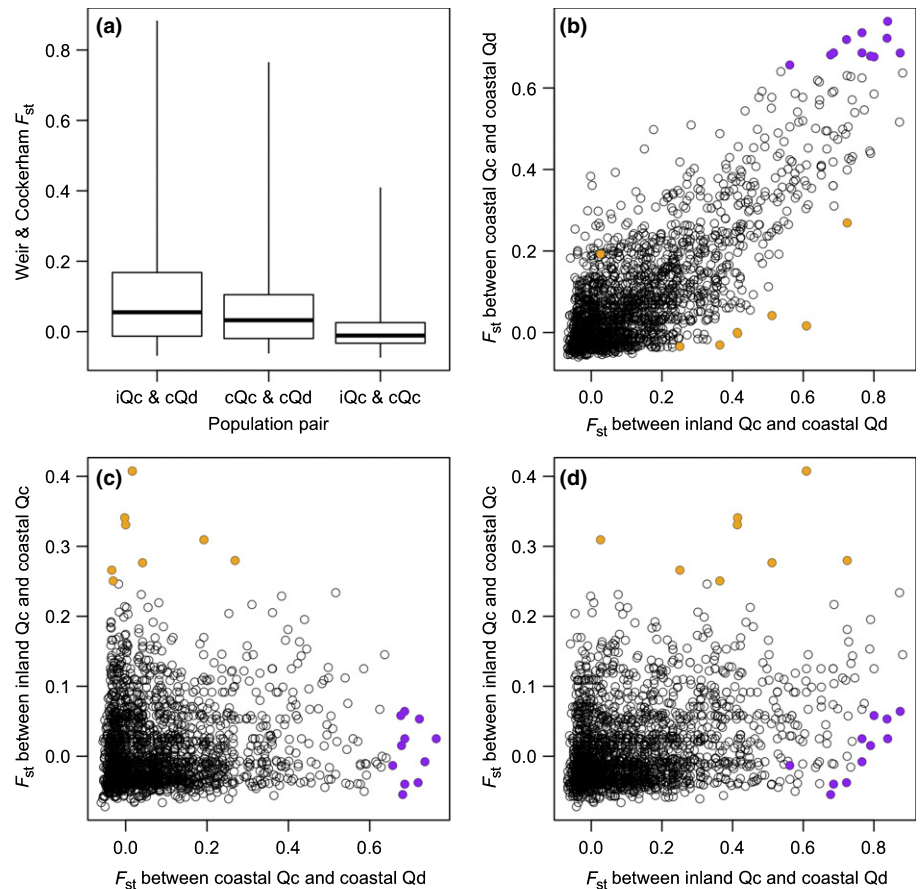 (a)
Weir & Cockerham Fst
0.8
0.6
0.4
0.2
0.0
iQc & cQd
cQc & cQd
iQc & cQc
Population pair
(b)
Fst between coastal Qc and coastal Qd
0.6
0.4
0.2
0.0
0.0
0.2
0.4
0.6
0.8
Fst between inland Qc and coastal Qd
(c)
Fst between inland Qc and coastal Qc
0.4
0.3
0.2
0.1
0.0
0.0
0.2
0.4
0.6
Fst between coastal Qc and coastal Qd
(d)
Fst between inland Qc and coastal Qc
0.4
0.3
0.2
0.1
0.0
0.0
0.2
0.4
0.6
0.8
Fst between inland Qc and coastal Qd